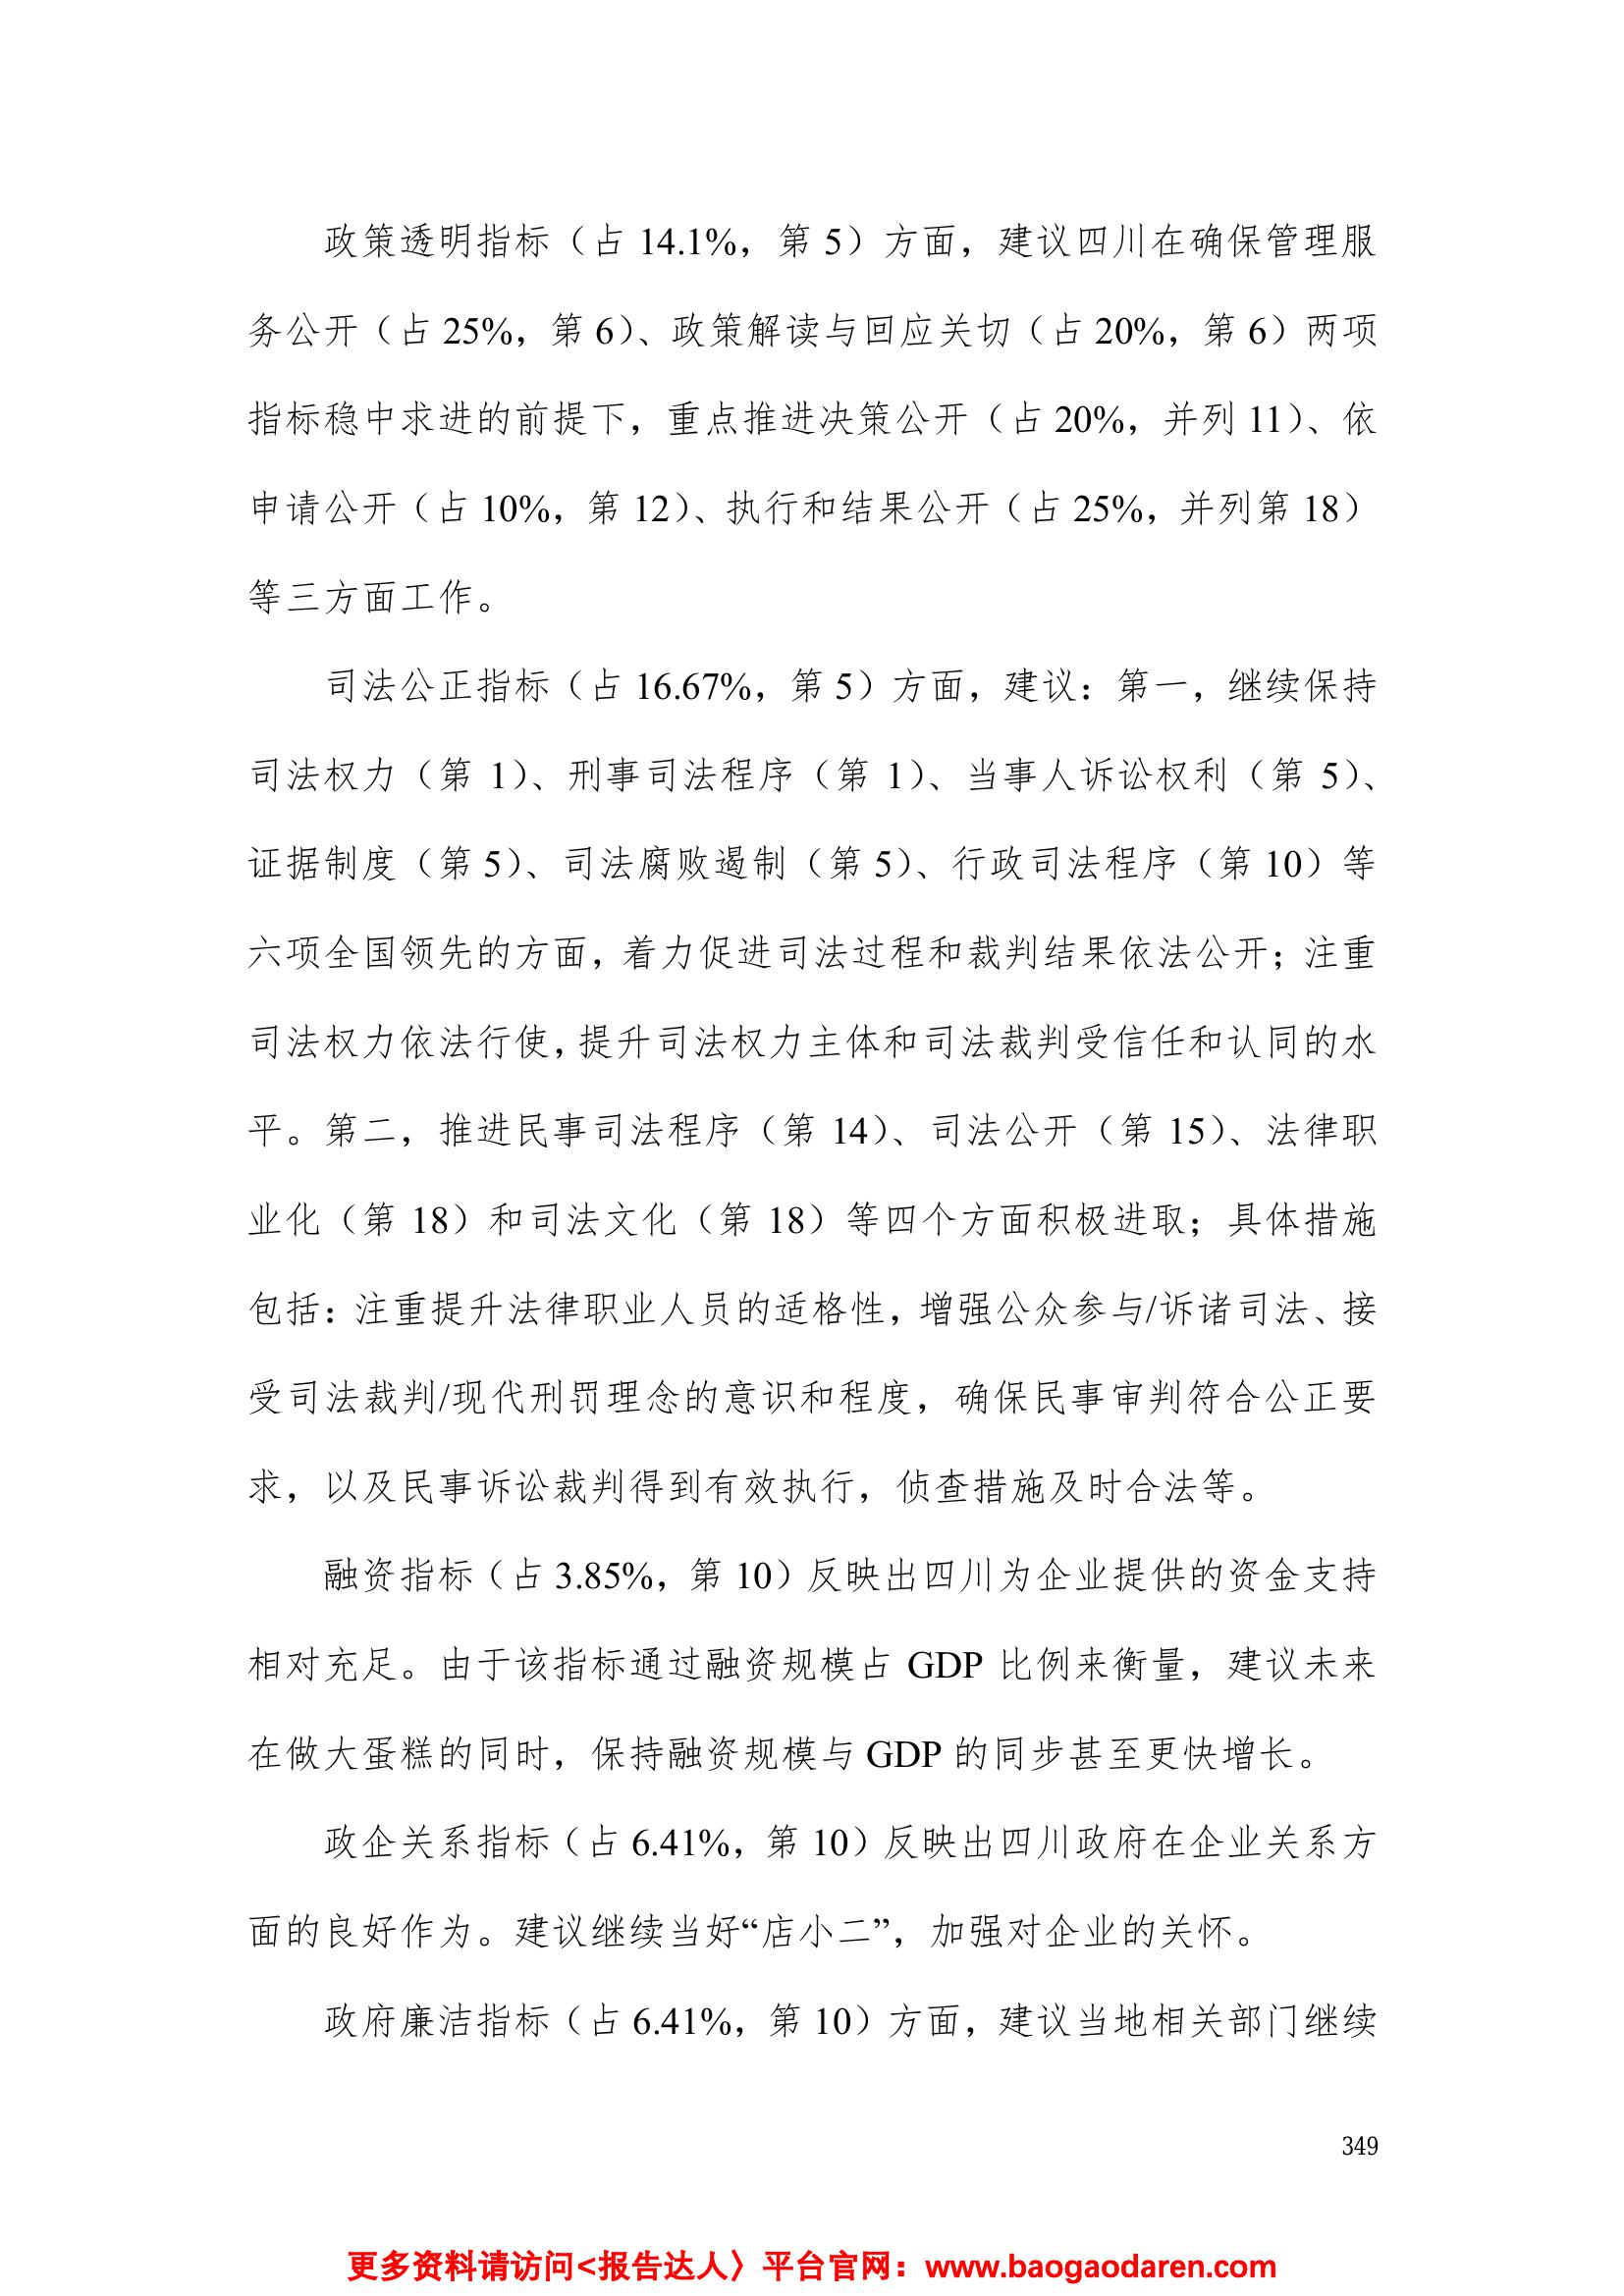 政策透明指标（占 14.1%，第 5）方面，建议四川在确保管理服
务公开（占 25%，第 6）、政策解读与回应关切（占 20%，第 6）两项
指标稳中求进的前提下，重点推进决策公开（占 20%，并列 11）、依
申请公开（占 10%，第 12）、执行和结果公开（占 25%，并列第 18）
等三方面工作。
司法公正指标（占 16.67%，第 5）方面，建议：第一，继续保持
司法权力（第 1）、刑事司法程序（第 1）、当事人诉讼权利（第 5）、
证据制度（第 5）、司法腐败遏制（第 5）、行政司法程序（第 10）等
六项全国领先的方面，着力促进司法过程和裁判结果依法公开；注重
司法权力依法行使，提升司法权力主体和司法裁判受信任和认同的水
平。第二，推进民事司法程序（第 14）、司法公开（第 15）、法律职
业化（第 18）和司法文化（第 18）等四个方面积极进取；具体措施
包括：注重提升法律职业人员的适格性，增强公众参与/诉诸司法、接
受司法裁判/现代刑罚理念的意识和程度，确保民事审判符合公正要
求，以及民事诉讼裁判得到有效执行，侦查措施及时合法等。
融资指标（占 3.85%，第 10）反映出四川为企业提供的资金支持
相对充足。由于该指标通过融资规模占 GDP 比例来衡量，建议未来
在做大蛋糕的同时，保持融资规模与 GDP 的同步甚至更快增长。
政企关系指标（占 6.41%，第 10）反映出四川政府在企业关系方
面的良好作为。建议继续当好“店小二”，加强对企业的关怀。
政府廉洁指标（占 6.41%，第 10）方面，建议当地相关部门继续
349
更多资料请访问<报告达人〉平台官网：www.baogaodaren.com